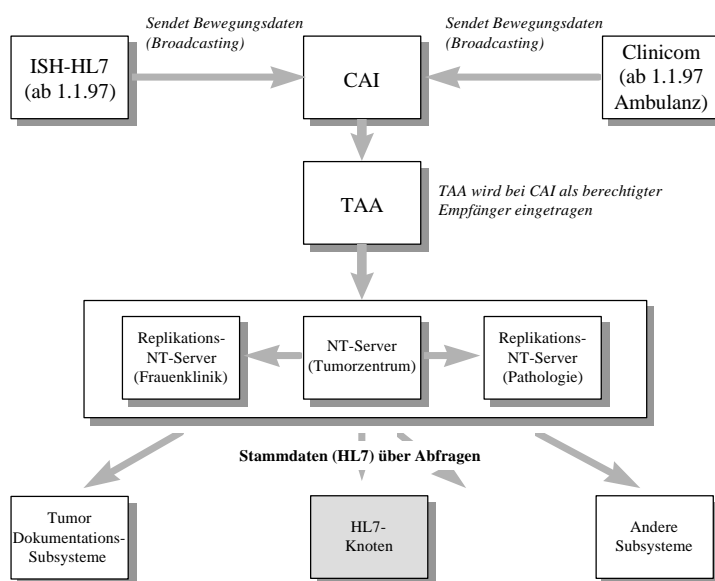 Sendet Bewegungsdaten
(Broadcasting)
Sendet Bewegungsdaten
(Broadcasting)
ISH-HL7
(ab 1.1.97)
CAI
Clinicom
(ab 1.1.97
Ambulanz)
TAA
TAA wird bei CAI als berechtigter
Empfänger eingetragen
Replikations-
NT-Server
(Frauenklinik)
NT-Server
(Tumorzentrum)
Replikations-
NT-Server
(Pathologie)
Stammdaten (HL7) über Abfragen
Tumor
Dokumentations-
Subsysteme
HL7-
Knoten
Andere
Subsysteme